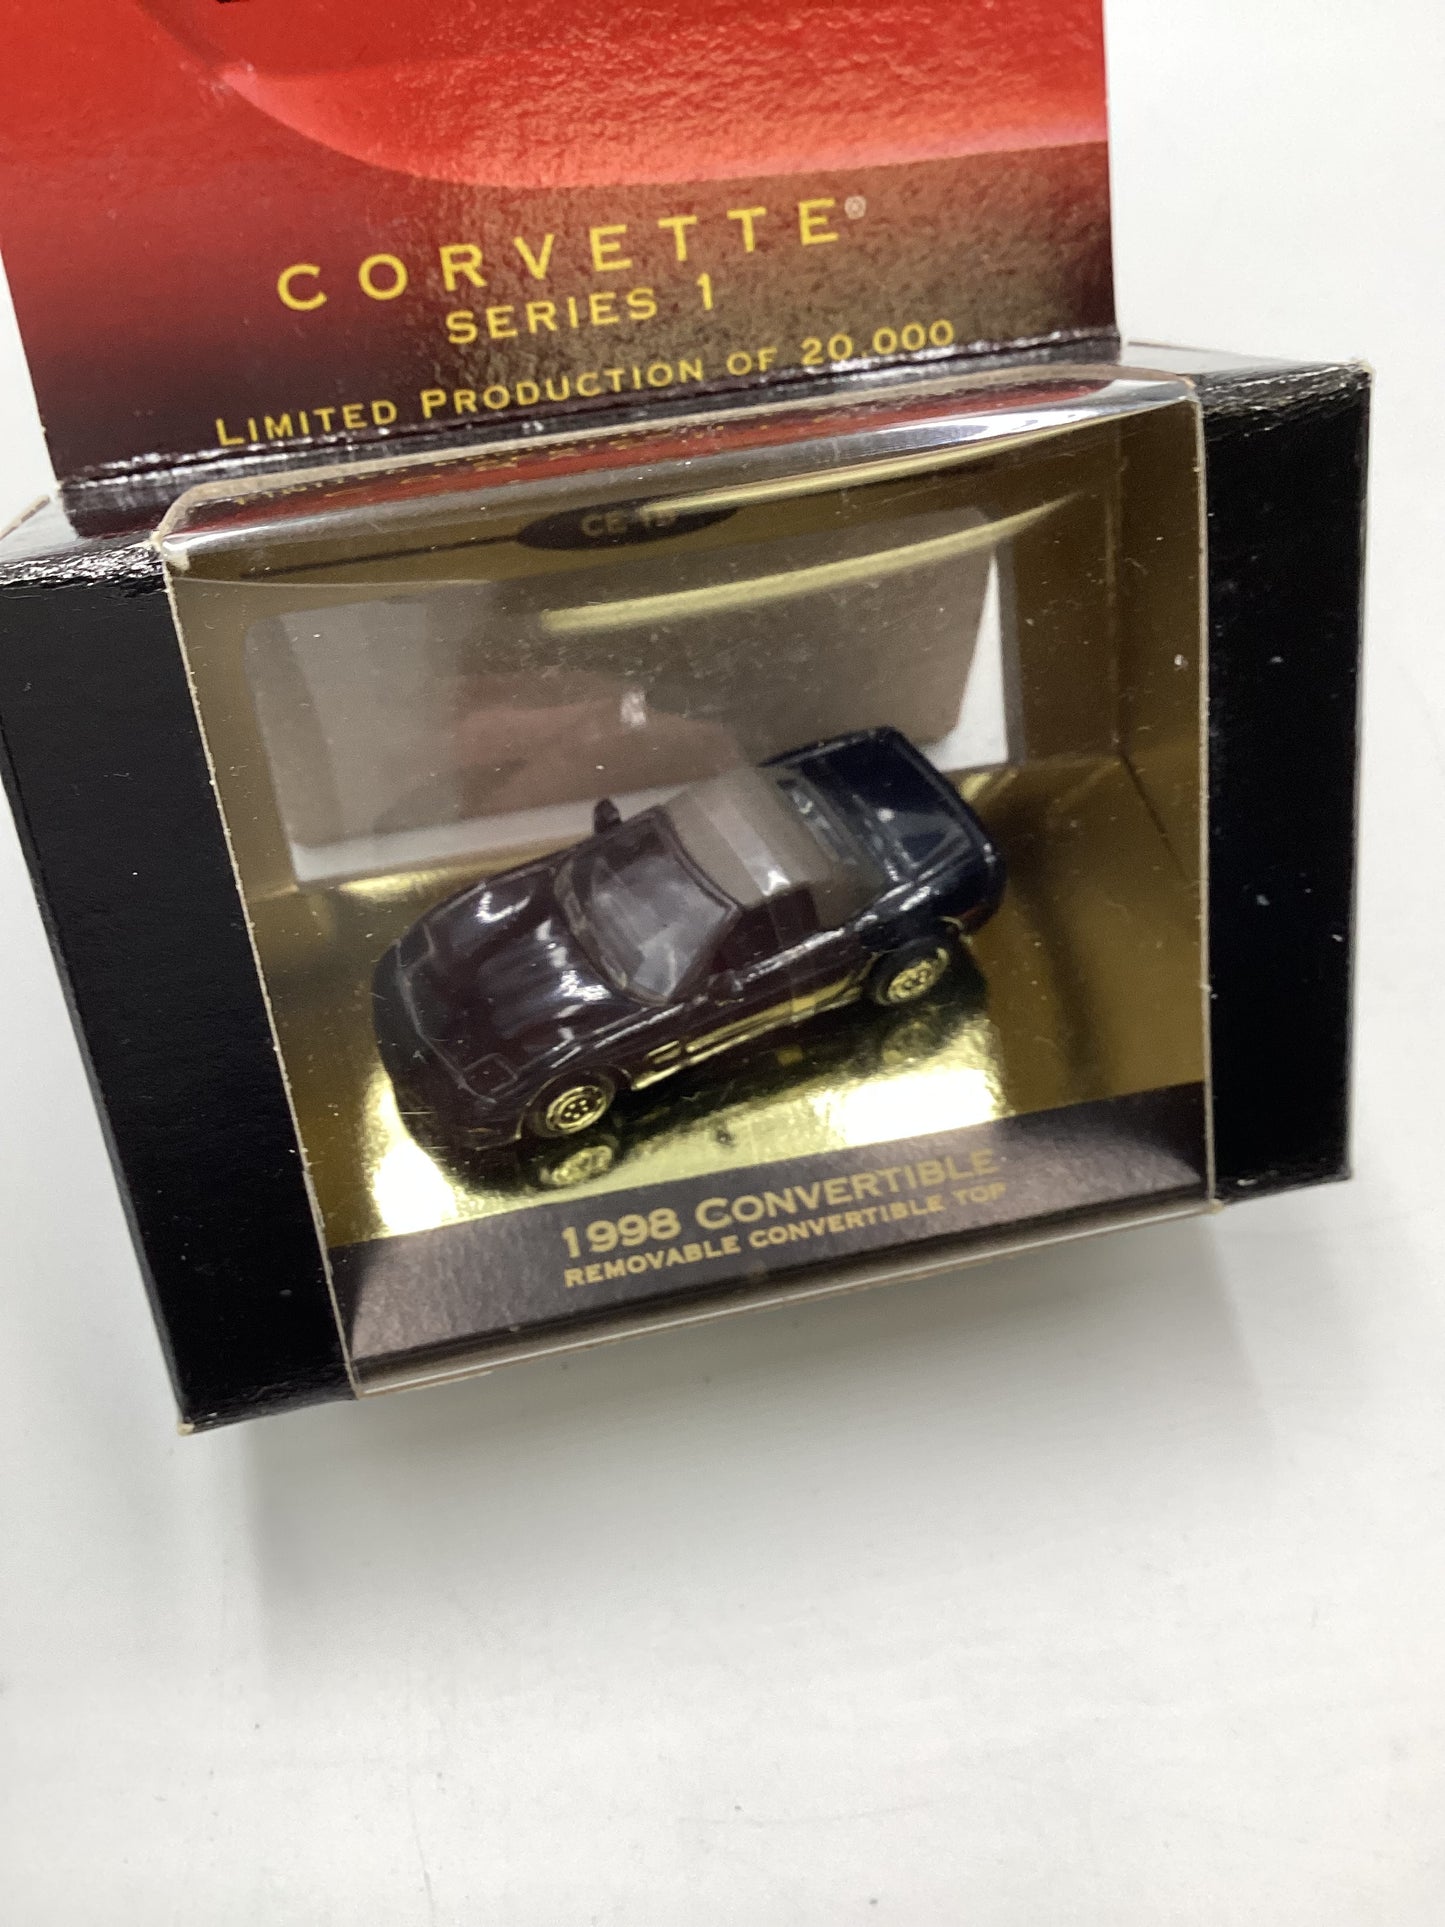 CORVETTE®
SERIES 1
LIMITED PRODUCTION OF 20,000
1998 CONVERTIBLE
REMOVABLE CONVERTIBLE TOP